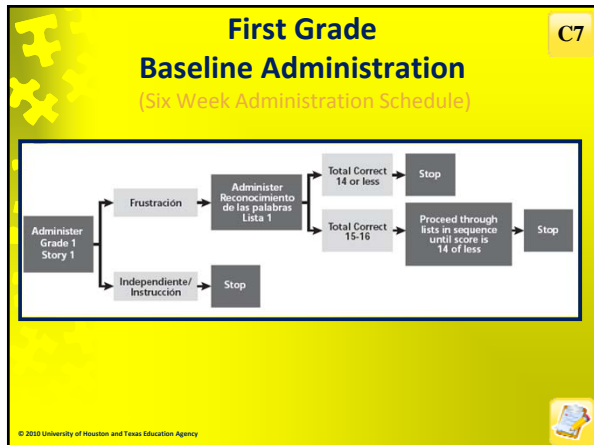 First Grade
Baseline Administration
(Six Week Administration Schedule)
C7
Administer
Grade 1
Story 1
Frustración
Administer
Reconocimiento
de las palabras
Lista 1
Total Correct
14 or less
Stop
Total Correct
15-16
Proceed through
lists in sequence
until score is
14 of less
Stop
Independiente/
Instrucción
Stop
© 2010 University of Houston and Texas Education Agency